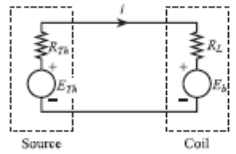 i
R_Th
R_L
+
+
E_Th
E_b
Source
Coil